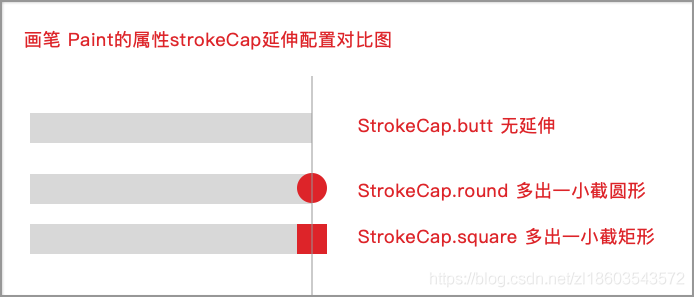 画笔 Paint的属性strokeCap延伸配置对比图
StrokeCap.butt 无延伸
StrokeCap.round 多出一小截圆形
StrokeCap.square 多出一小截矩形
https://blog.csdn.net/zl18603543572